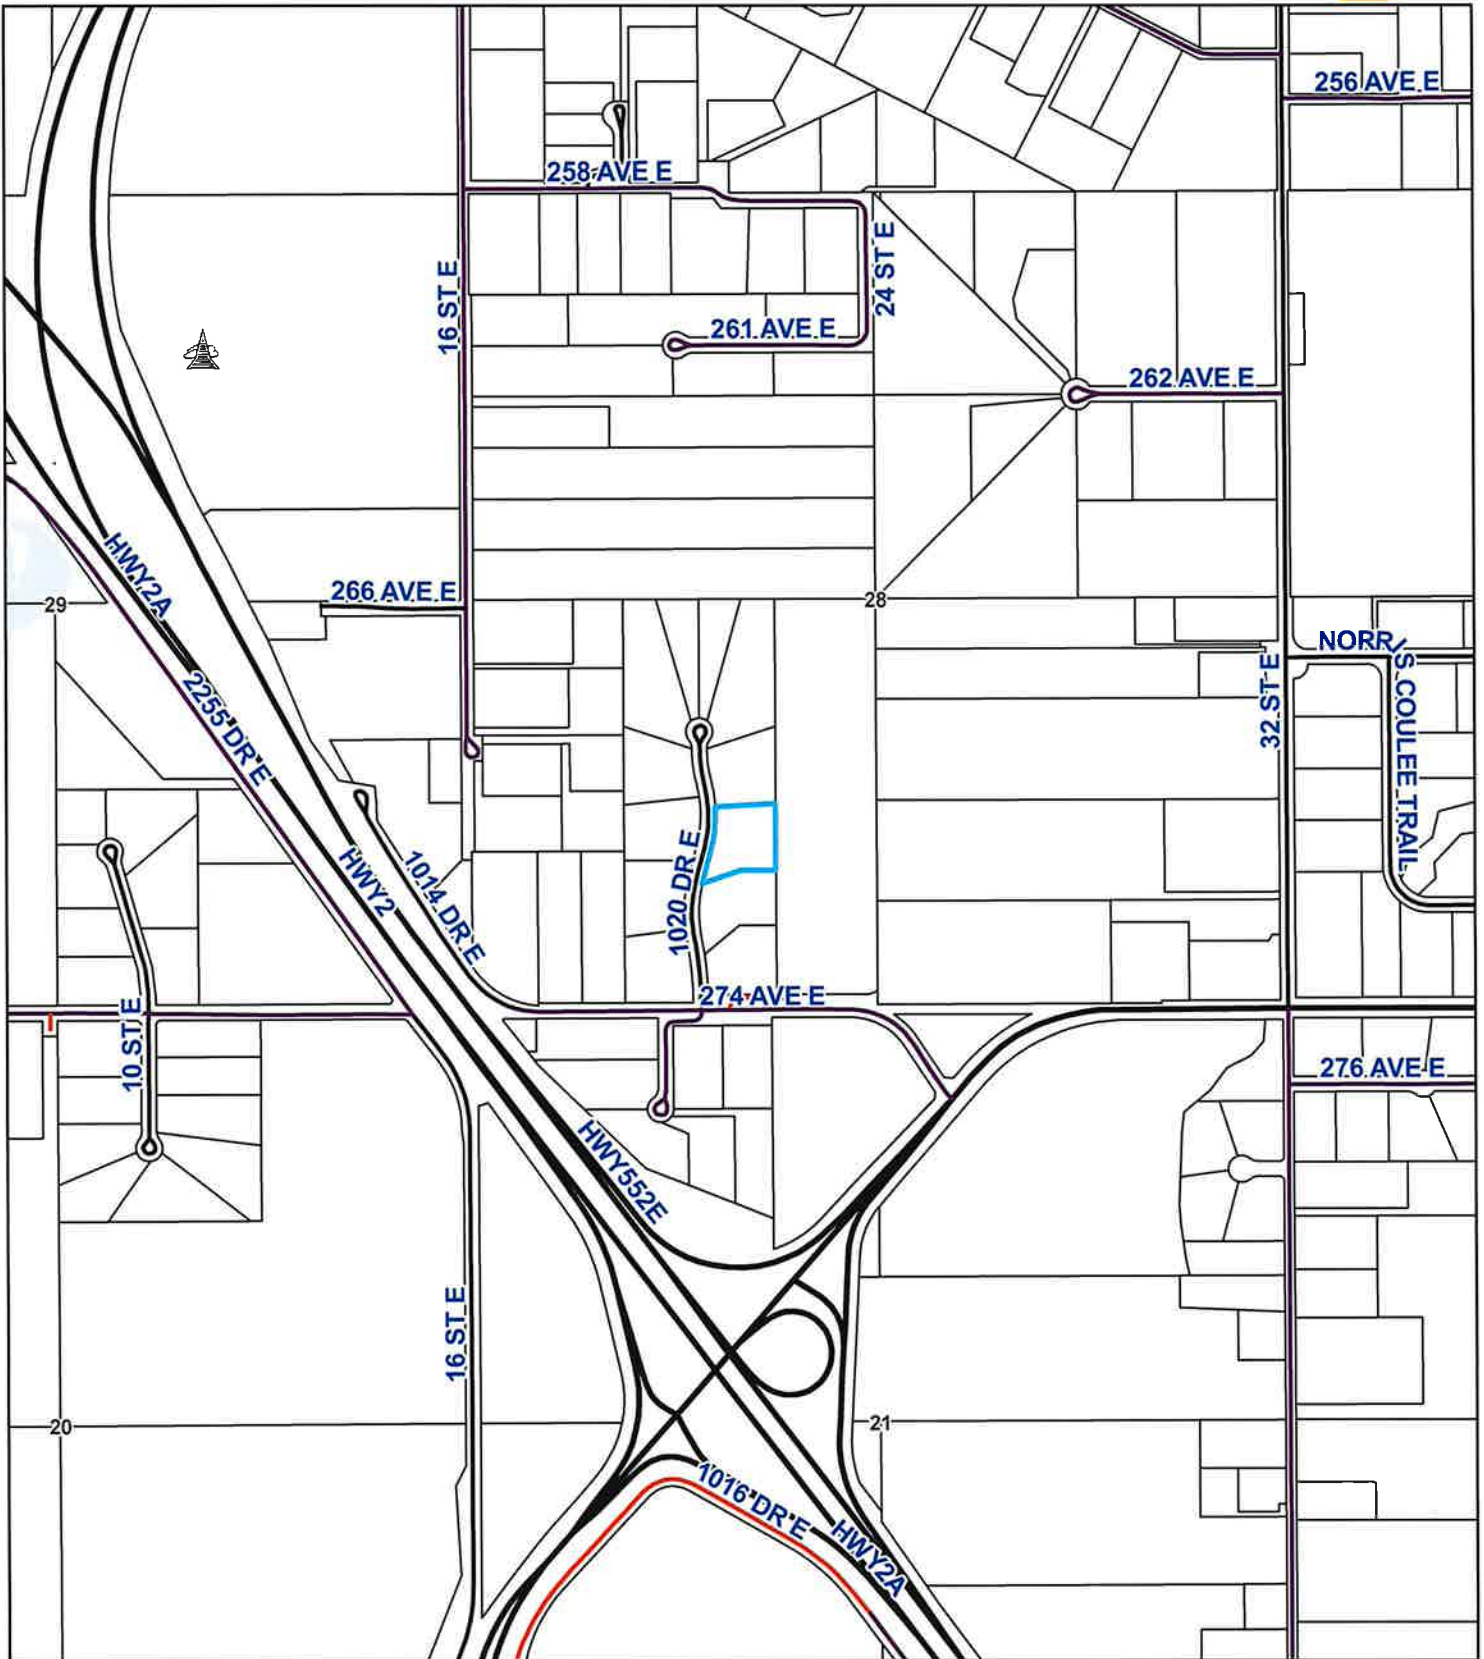 256 AVE E
258 AVE E
16 ST E
24 ST E
261 AVE E
262 AVE E
HWY2A
266 AVE E
29
28
NORRIS COULEE TRAIL
32 ST E
2255 DR E
HWY2
1014 DR E
1020 DR E
274 AVE E
10 ST E
276 AVE E
HWY552E
16 ST E
20
21
1016 DR E
HWY2A